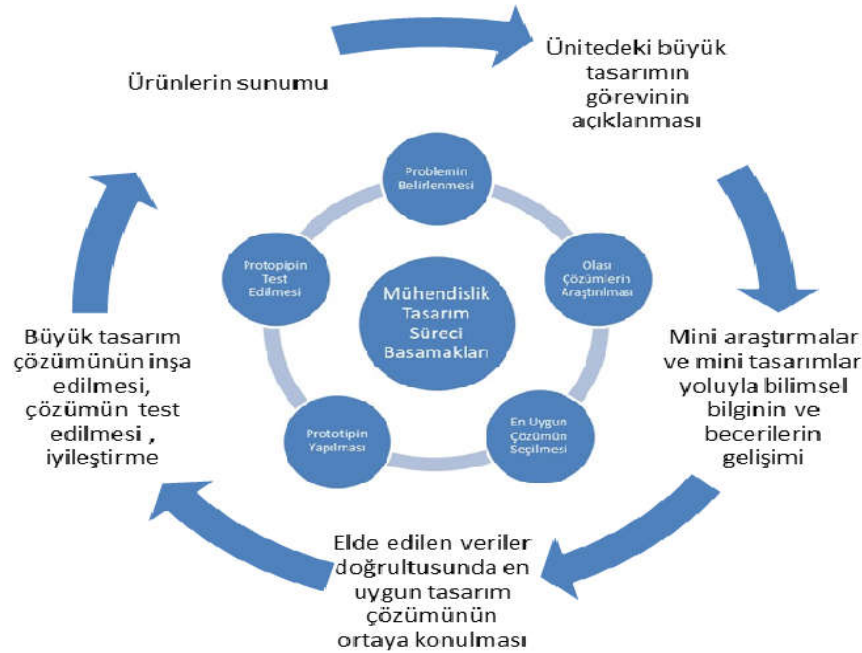 Ürünlerin sunumu
Ünitedeki büyük
tasarımın
görevinin
açıklanması
Mini araştırmalar
ve mini tasarımlar
yoluyla bilimsel
bilginin ve
becerilerin
gelişimi
Elde edilen veriler
doğrultusunda en
uygun tasarım
çözümünün
ortaya konulması
Büyük tasarım
çözümünün inşa
edilmesi,
çözümün test
edilmesi ,
iyileştirme
Problemin
Belirlenmesi
Olası
Çözümlerin
Araştırılması
En Uygun
Çözümün
Seçilmesi
Prototipin
Yapılması
Protopipin
Test
Edilmesi
Mühendislik
Tasarım
Süreci
Basamakları